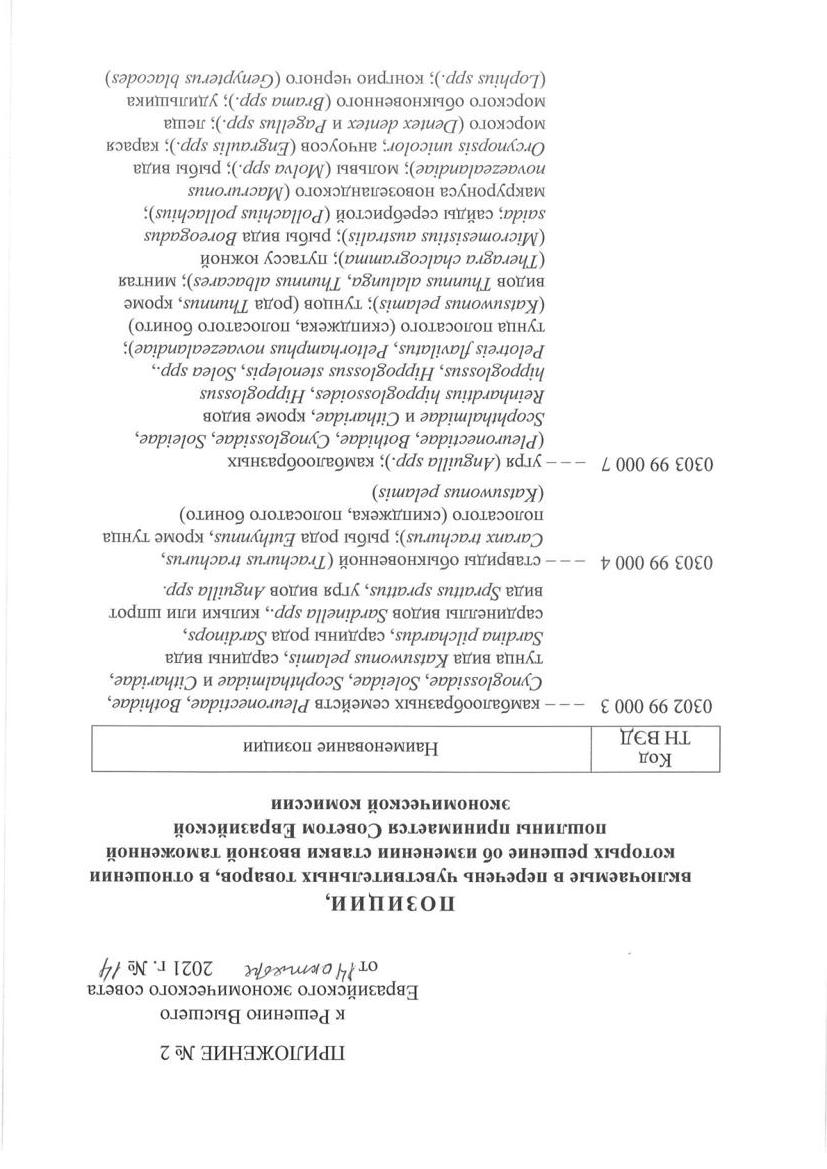 ПРИЛОЖЕНИЕ № 2
к Решению Высшего
Евразийского экономического совета
от 14 октября 2021 г. № 14
ПОЗИЦИИ,
включаемые в перечень чувствительных товаров, в отношении
которых решение об изменении ставки ввозной таможенной
пошлины принимается Советом Евразийской
экономической комиссии
Код
ТН ВЭД
Наименование позиции
0302 99 000 3 – – – камбалообразных семейств Pleuronectidae, Bothidae,
Cynoglossidae, Soleidae, Scophthalmidae и Citharidae,
тунца вида Katsuwonus pelamis, сардины вида
Sardina pilchardus, сардины рода Sardinops,
сардинеллы видов Sardinella spp., кильки или шпрот
вида Sprattus sprattus, угря видов Anguilla spp.
0303 99 000 4 – – – ставриды обыкновенной (Trachurus trachurus,
Caranx trachurus); рыбы рода Euthynnus, кроме тунца
полосатого (скипджека, полосатого бонито)
(Katsuwonus pelamis)
0303 99 000 7 – – – угря (Anguilla spp.); камбалообразных
(Pleuronectidae, Bothidae, Cynoglossidae, Soleidae,
Scophthalmidae и Citharidae, кроме видов
Reinhardtius hippoglossoides, Hippoglossus
hippoglossus, Hippoglossus stenolepis, Solea spp.,
Pelotreis flavilatus, Peltorhamphus novaezealandiae);
тунца полосатого (скипджека, полосатого бонито)
(Katsuwonus pelamis); тунцов (рода Thunnus, кроме
видов Thunnus alalunga, Thunnus albacares); минтая
(Theragra chalcogramma); путассу южной
(Micromesistius australis); рыбы вида Boreogadus
saida; сайды серебристой (Pollachius pollachius);
макруронуса новозеландского (Macruronus
novaezealandiae); мольвы (Molva spp.); рыбы вида
Orcynopsis unicolor; анчоусов (Engraulis spp.); карася
морского (Dentex dentex и Pagellus spp.); леща
морского обыкновенного (Brama spp.); удильщика
(Lophius spp.); конгрио черного (Genypterus blacodes)